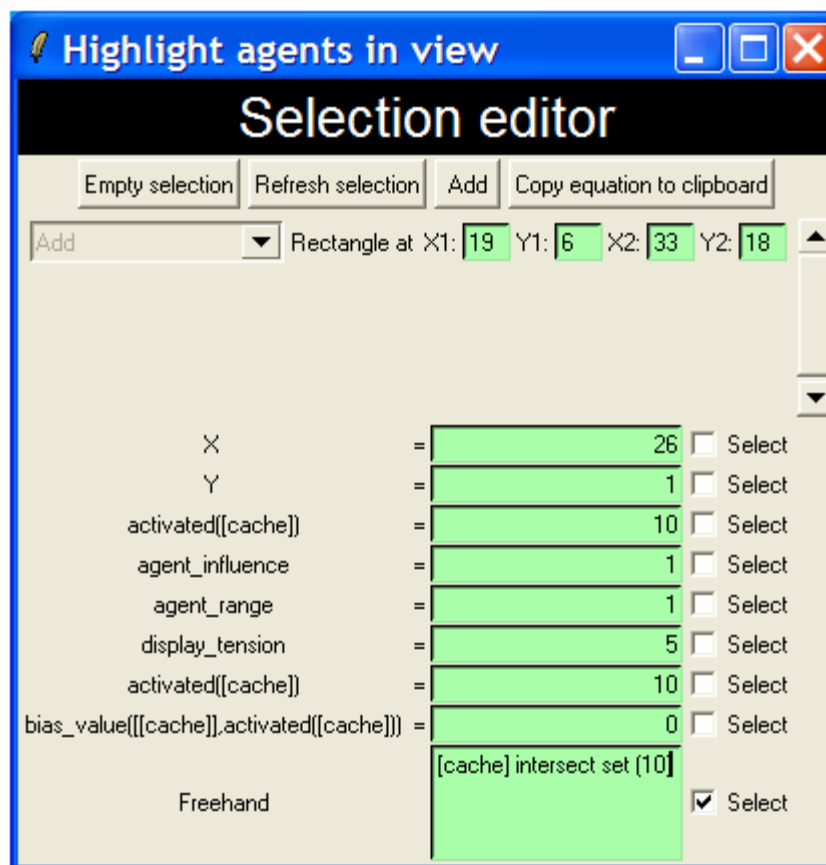 Highlight agents in view
Selection editor
Empty selection Refresh selection Add Copy equation to clipboard
Add Rectangle at X1: 19 Y1: 6 X2: 33 Y2: 18
X = 26 Select
Y = 1 Select
activated([cache]) = 10 Select
agent_influence = 1 Select
agent_range = 1 Select
display_tension = 5 Select
activated([cache]) = 10 Select
bias_value([[cache]],activated([cache])) = 0 Select
[cache] intersect set (10)
Freehand Select